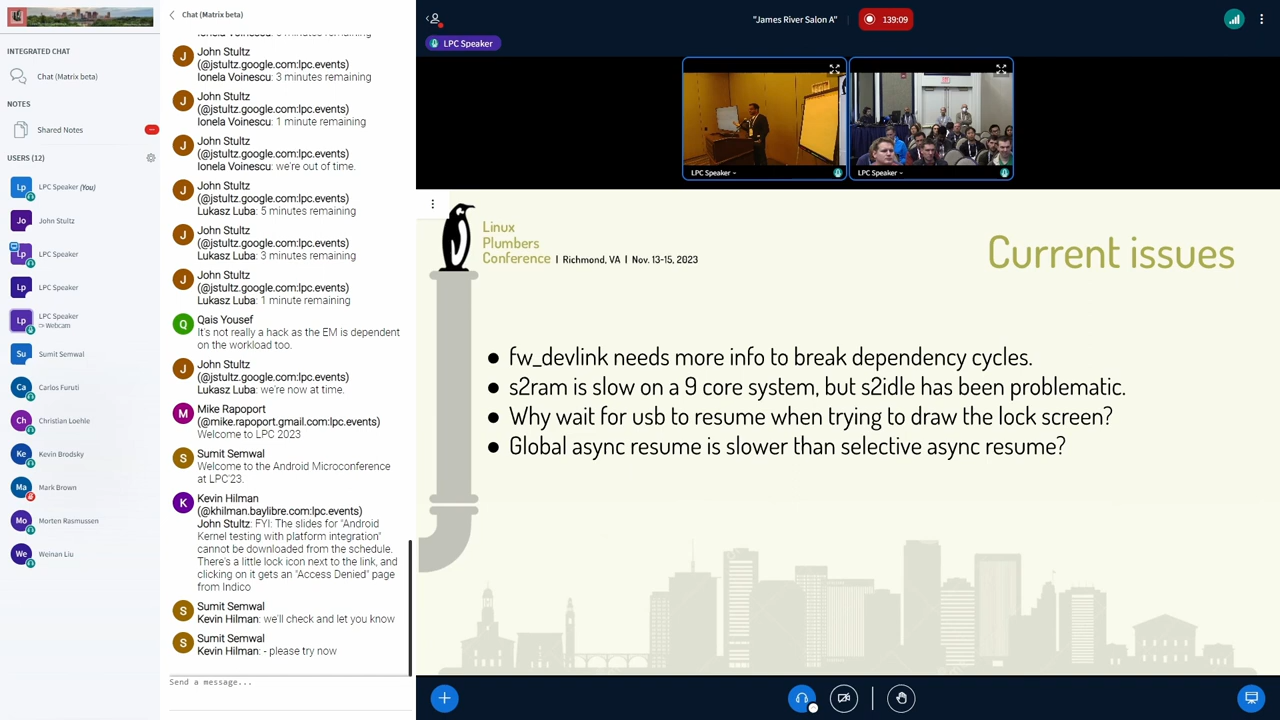 INTEGRATED CHAT
Chat (Matrix beta)
NOTES
Shared Notes
USERS (12)
Lp LPC Speaker (You)
Jo John Stultz
Lp LPC Speaker
Lp LPC Speaker
Lp LPC Speaker
Webcam
Su Sumit Semwal
Ca Carlos Furuti
Ch Christian Loehle
Ke Kevin Brodsky
Ma Mark Brown
Mo Morten Rasmussen
We Weinan Liu
Chat (Matrix beta)
J John Stultz
(@jstultz.google.com:lpc.events)
Ionela Voinescu: 3 minutes remaining
J John Stultz
(@jstultz.google.com:lpc.events)
Ionela Voinescu: 1 minute remaining
J John Stultz
(@jstultz.google.com:lpc.events)
Ionela Voinescu: we're out of time.
J John Stultz
(@jstultz.google.com:lpc.events)
Lukasz Luba: 5 minutes remaining
J John Stultz
(@jstultz.google.com:lpc.events)
Lukasz Luba: 3 minutes remaining
J John Stultz
(@jstultz.google.com:lpc.events)
Lukasz Luba: 1 minute remaining
Q Qais Yousef
It's not really a hack as the EM is dependent
on the workload too.
J John Stultz
(@jstultz.google.com:lpc.events)
Lukasz Luba: we're now at time.
M Mike Rapoport
(@mike.rapoport.gmail.com:lpc.events)
Welcome to LPC 2023
S Sumit Semwal
Welcome to the Android Microconference
at LPC'23.
K Kevin Hilman
(@khilman.baylibre.com:lpc.events)
John Stultz: FYI: The slides for "Android
Kernel testing with platform integration"
cannot be downloaded from the schedule.
There's a little lock icon next to the link, and
clicking on it gets an "Access Denied" page
from Indico
S Sumit Semwal
Kevin Hilman: we'll check and let you know
S Sumit Semwal
Kevin Hilman: - please try now
Send a message...
"James River Salon A"
139:09
LPC Speaker
LPC Speaker
LPC Speaker
Linux
Plumbers
Conference | Richmond, VA | Nov. 13-15, 2023
Current issues
● fw_devlink needs more info to break dependency cycles.
● s2ram is slow on a 9 core system, but s2idle has been problematic.
● Why wait for usb to resume when trying to draw the lock screen?
● Global async resume is slower than selective async resume?